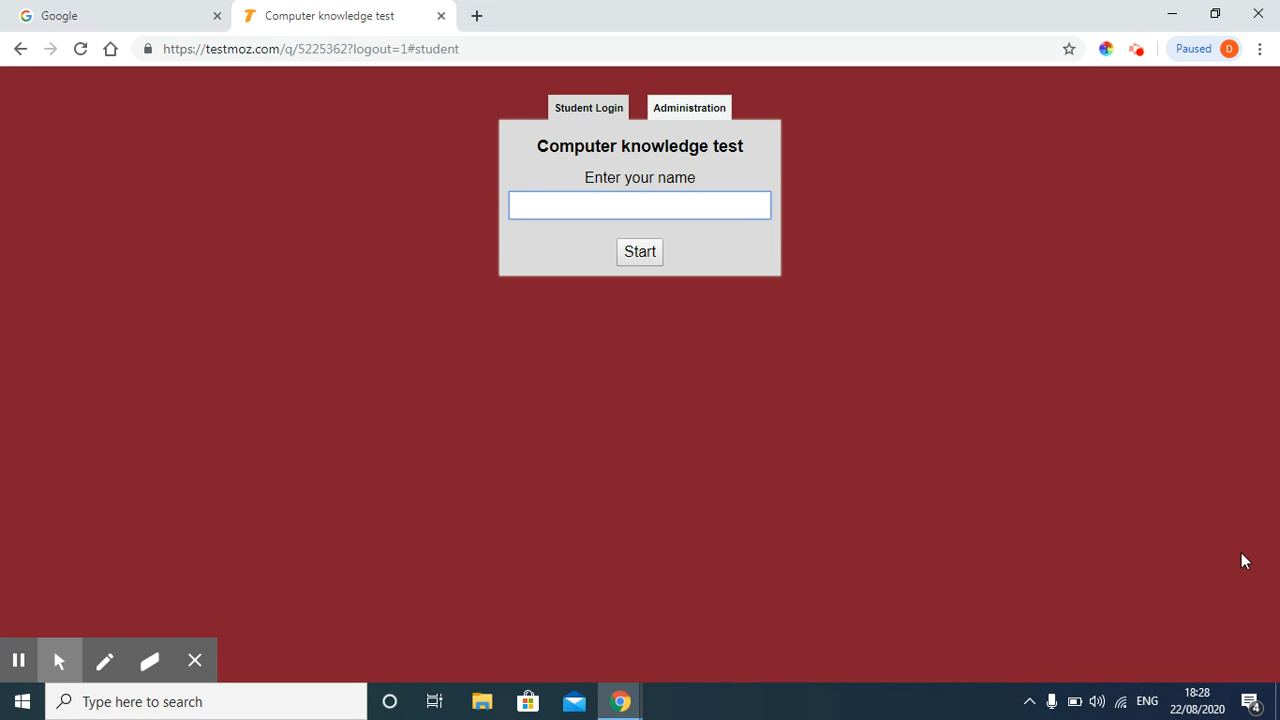 Google
Computer knowledge test
https://testmoz.com/q/5225362?logout=1#student
Paused
D
Student Login
Administration
Computer knowledge test
Enter your name
Start
Type here to search
ENG
18:28
22/08/2020
4